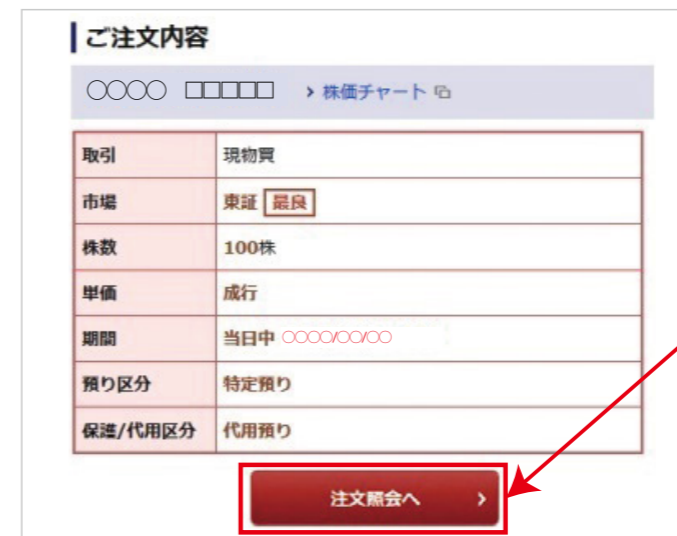 ご注文内容
○○○○ □□□□□ › 株価チャート
取引 現物買
市場 東証 最良
株数 100株
単価 成行
期間 当日中 ○○○○/○○/○○
預り区分 特定預り
保護/代用区分 代用預り
注文照会へ ›